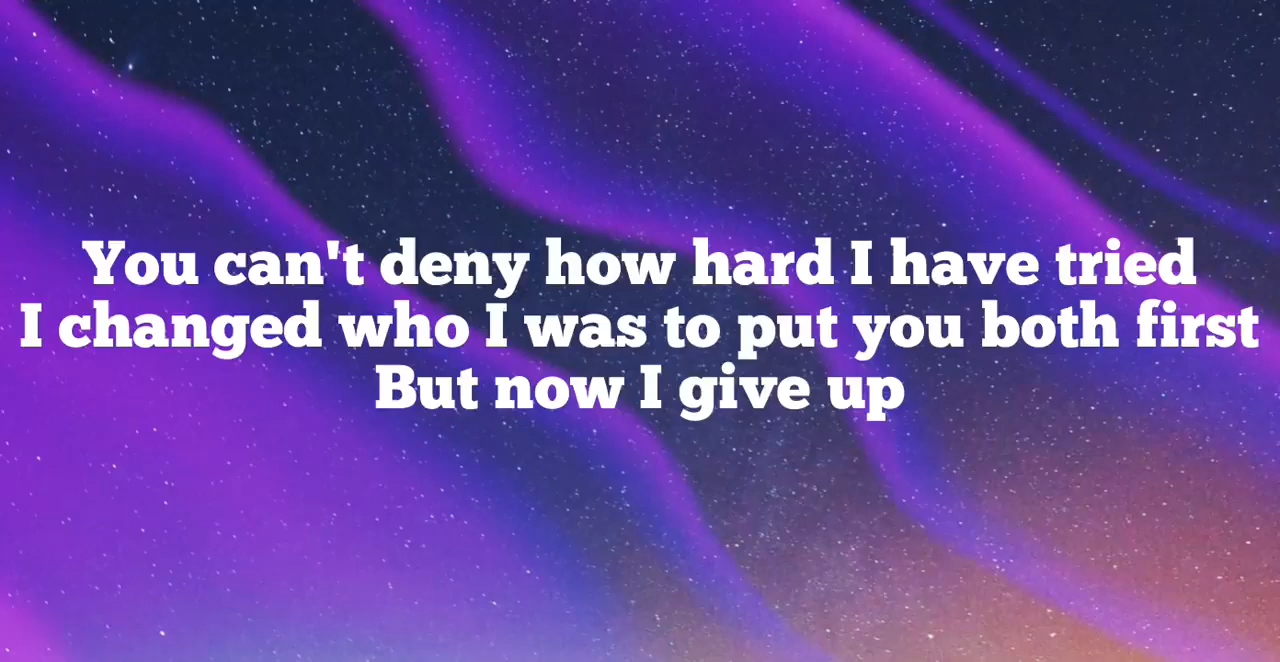 You can't deny how hard I have tried
I changed who I was to put you both first
But now I give up